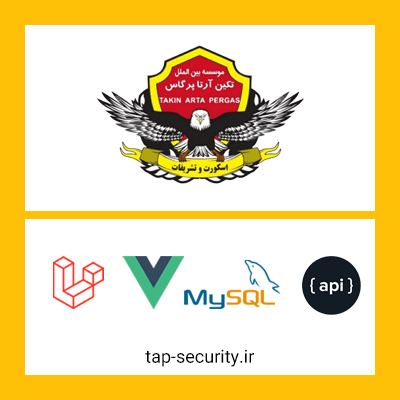 موسسه بین الملل
تکین آرتا پرگاس
TAKIN ARTA PERGAS
اسکورت و تشریفات
MySQL
{ api }
tap-security.ir